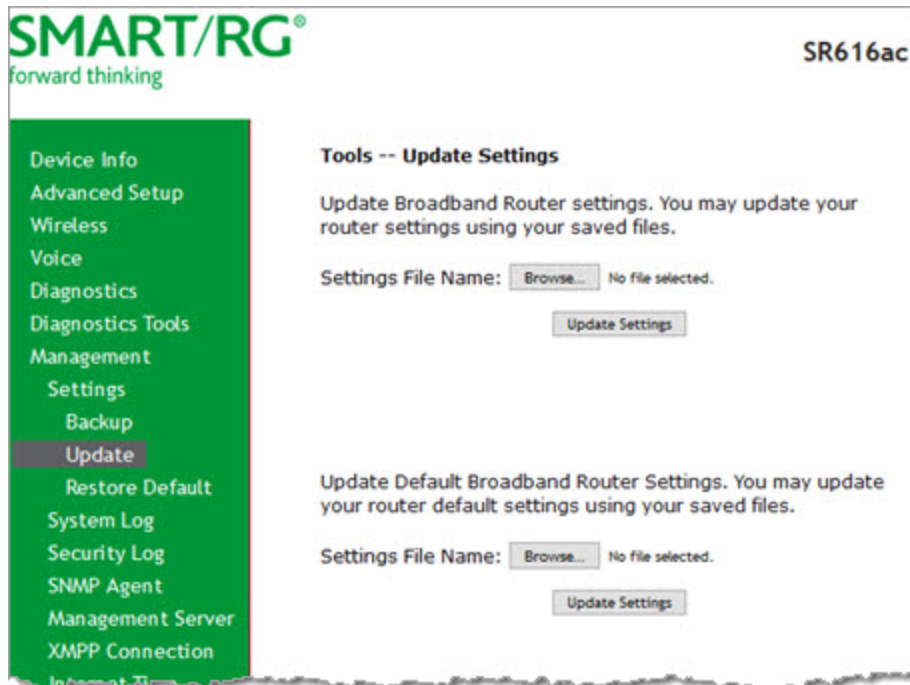 SMART/RG®
forward thinking
SR616ac
Device Info
Advanced Setup
Wireless
Voice
Diagnostics
Diagnostics Tools
Management
Settings
Backup
Update
Restore Default
System Log
Security Log
SNMP Agent
Management Server
XMPP Connection
Tools -- Update Settings
Update Broadband Router settings. You may update your
router settings using your saved files.
Settings File Name: Browse... No file selected.
Update Settings
Update Default Broadband Router Settings. You may update
your router default settings using your saved files.
Settings File Name: Browse... No file selected.
Update Settings